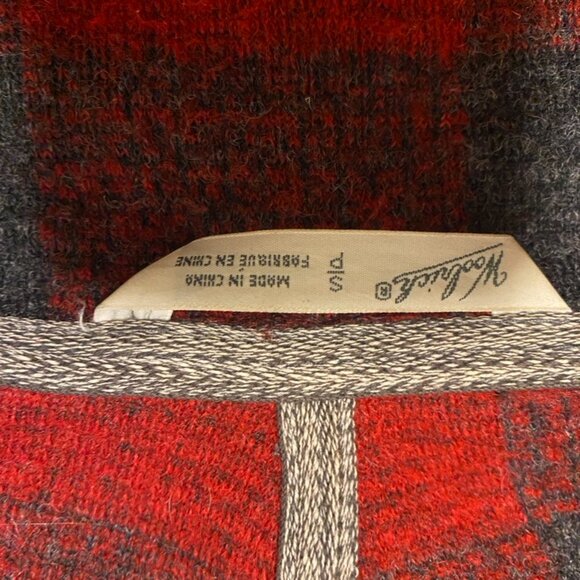 Woolrich®
P/S
MADE IN CHINA
FABRIQUE EN CHINE